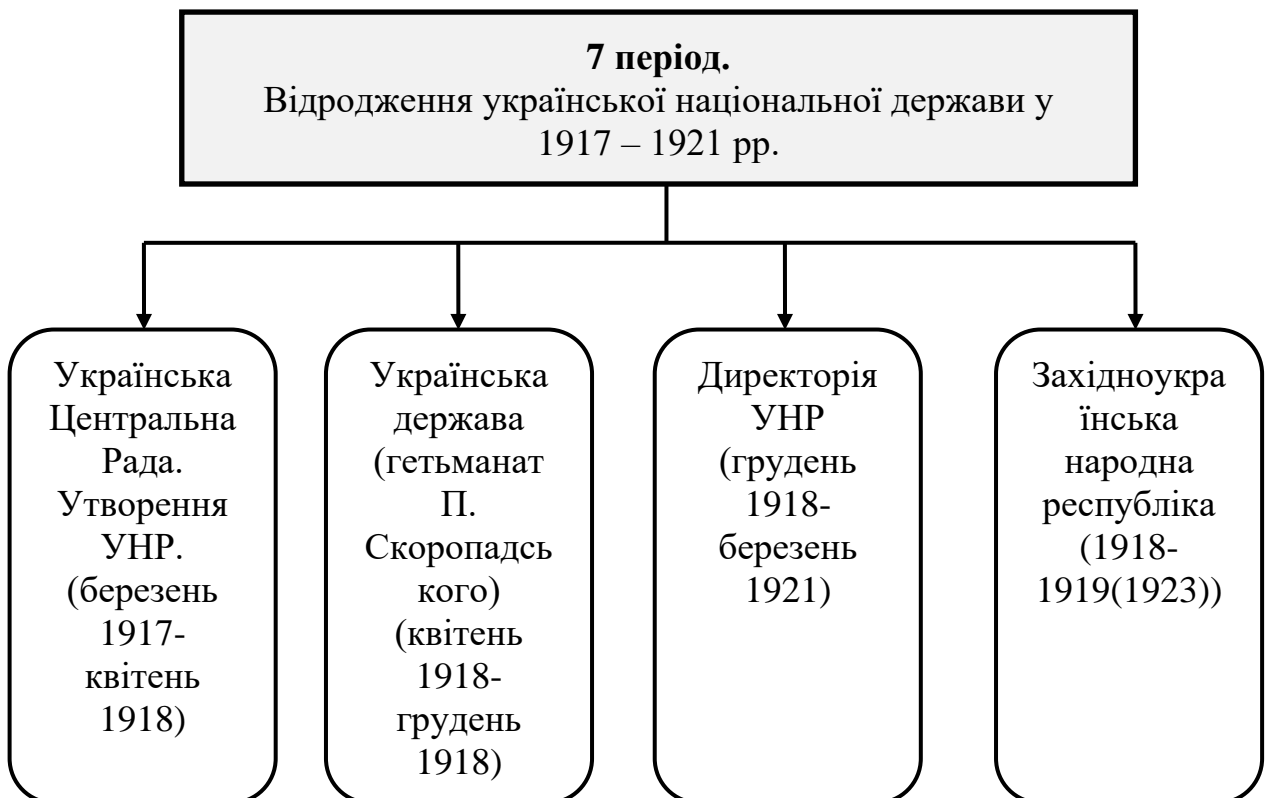 7 період.
Відродження української національної держави у
1917 – 1921 рр.
Українська
Центральна
Рада.
Утворення
УНР.
(березень
1917-
квітень
1918)
Українська
держава
(гетьманат
П.
Скоропадсь
кого)
(квітень
1918-
грудень
1918)
Директорія
УНР
(грудень
1918-
березень
1921)
Західноукра
їнська
народна
республіка
(1918-
1919(1923))